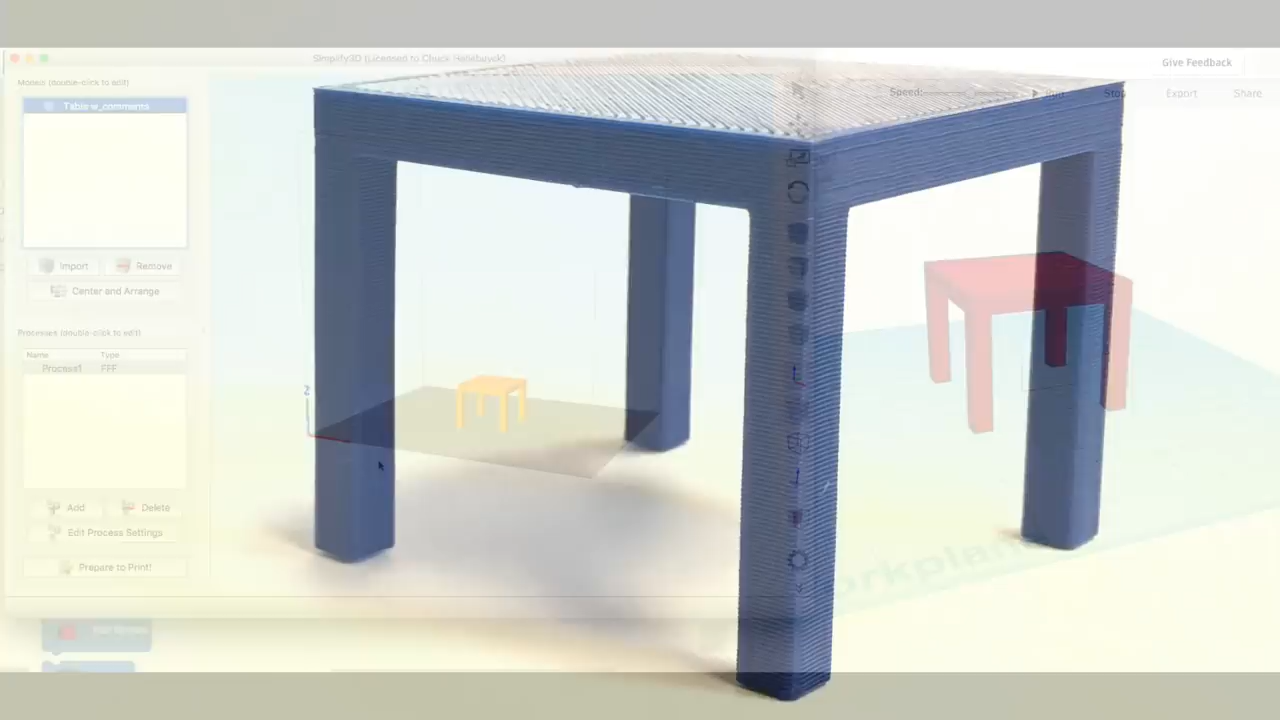 Simplify3D (Licensed to Chuck Hellebuyck)
Give Feedback
Models (double-click to edit)
Speed:
Run
Stop
Export
Share
Table w_comments
Import
Remove
Center and Arrange
Processes (double-click to edit)
Name
Type
Process1
FFF
Z
Add
Delete
Edit Process Settings
Prepare to Print!